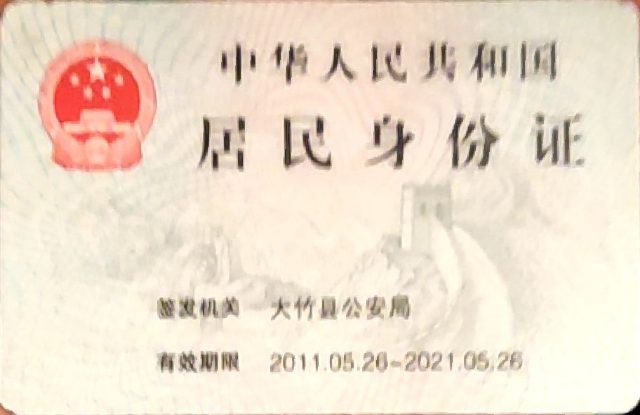 中华人民共和国
居民身份证
签发机关 大竹县公安局
有效期限 2011.05.26-2021.05.26